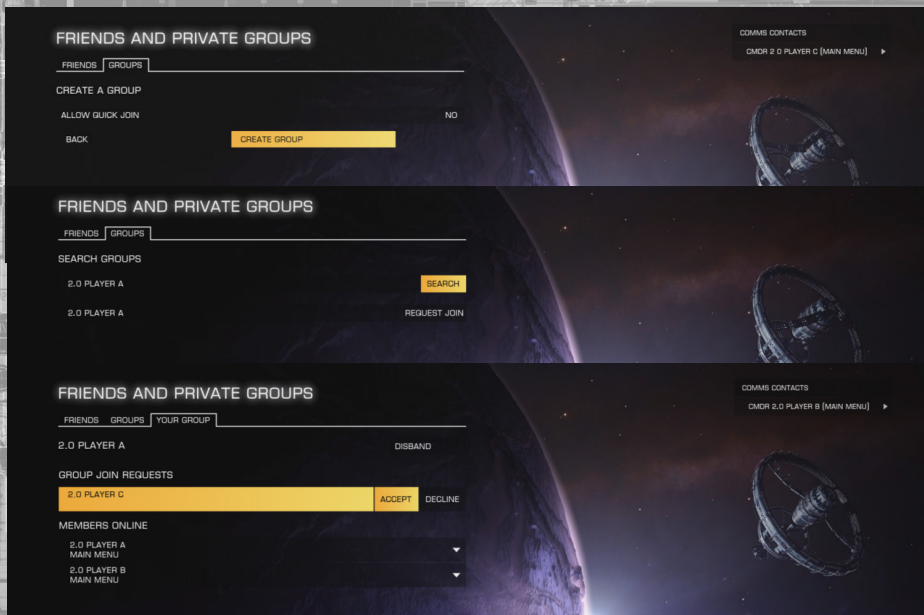 FRIENDS AND PRIVATE GROUPS
COMMS CONTACTS
CMDR 2 0 PLAYER C (MAIN MENU)
FRIENDS GROUPS
CREATE A GROUP
ALLOW QUICK JOIN NO
BACK CREATE GROUP
FRIENDS AND PRIVATE GROUPS
FRIENDS GROUPS
SEARCH GROUPS
2.0 PLAYER A SEARCH
2.0 PLAYER A REQUEST JOIN
FRIENDS AND PRIVATE GROUPS
COMMS CONTACTS
CMDR 2.0 PLAYER B (MAIN MENU)
FRIENDS GROUPS YOUR GROUP
2.0 PLAYER A DISBAND
GROUP JOIN REQUESTS
2.0 PLAYER C ACCEPT DECLINE
MEMBERS ONLINE
2.0 PLAYER A
MAIN MENU
2.0 PLAYER B
MAIN MENU